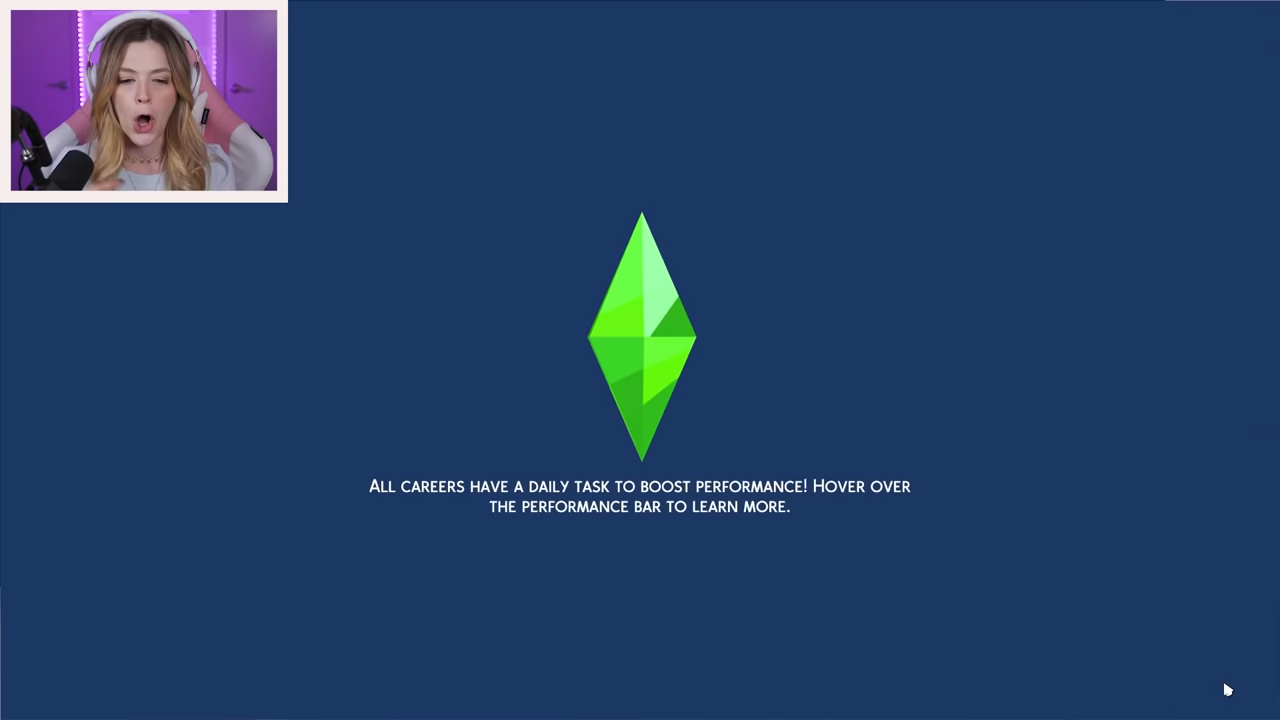 All careers have a daily task to boost performance! Hover over
the performance bar to learn more.